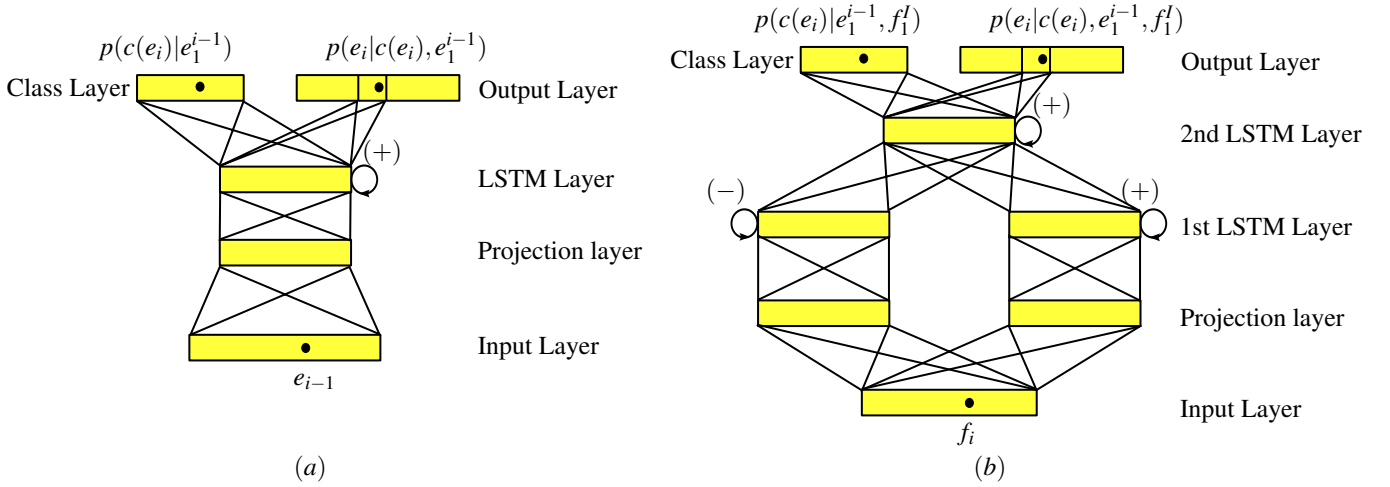 p(c(e_i)|e_1^{i-1})
p(e_i|c(e_i), e_1^{i-1})
Class Layer
Output Layer
(+)
LSTM Layer
Projection layer
Input Layer
e_{i-1}
(a)
p(c(e_i)|e_1^{i-1}, f_1^I)
p(e_i|c(e_i), e_1^{i-1}, f_1^I)
Class Layer
Output Layer
(+)
2nd LSTM Layer
(−)
(+)
1st LSTM Layer
Projection layer
Input Layer
f_i
(b)